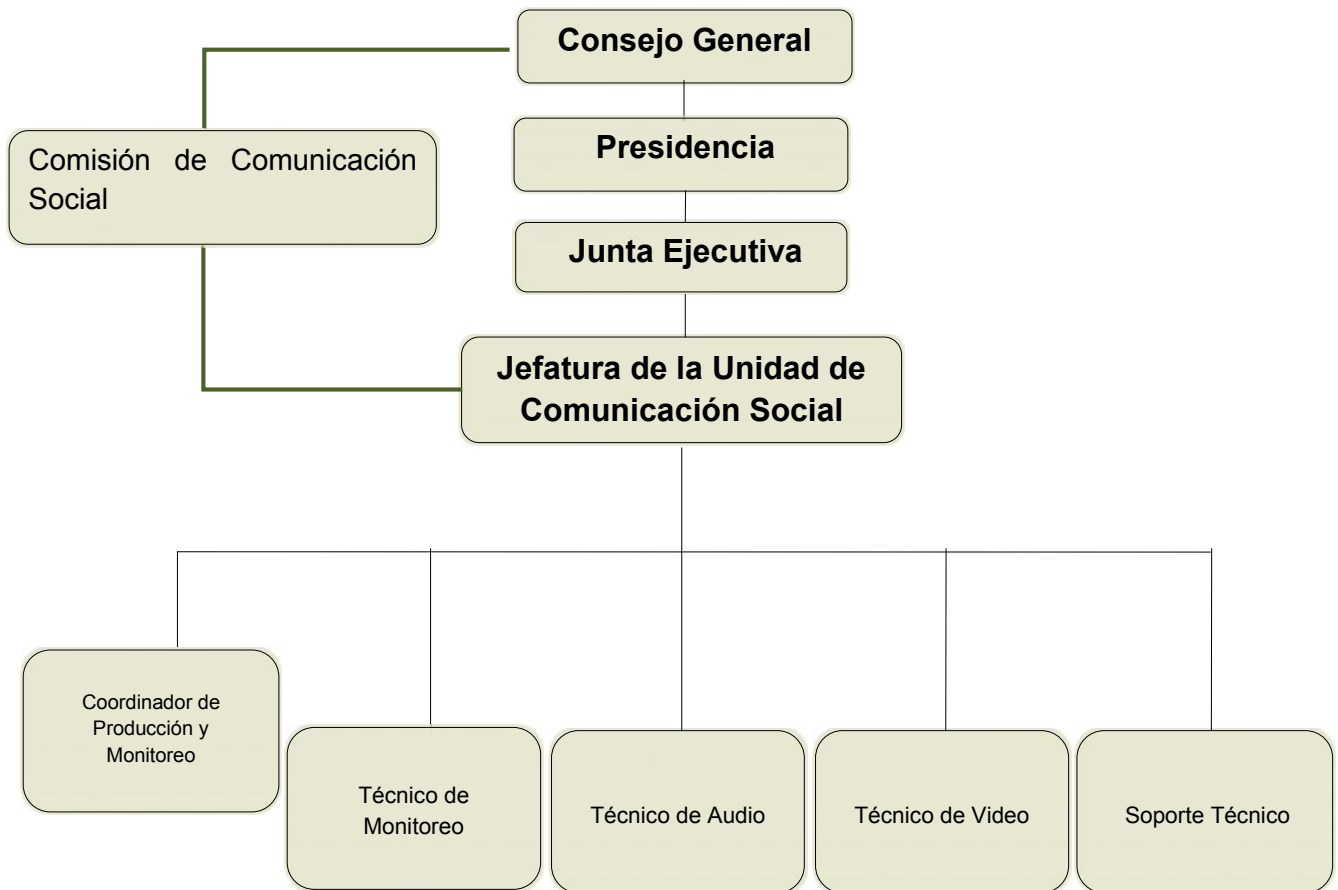 Consejo General
Comisión de Comunicación
Social
Presidencia
Junta Ejecutiva
Jefatura de la Unidad de
Comunicación Social
Coordinador de
Producción y
Monitoreo
Técnico de
Monitoreo
Técnico de Audio
Técnico de Video
Soporte Técnico